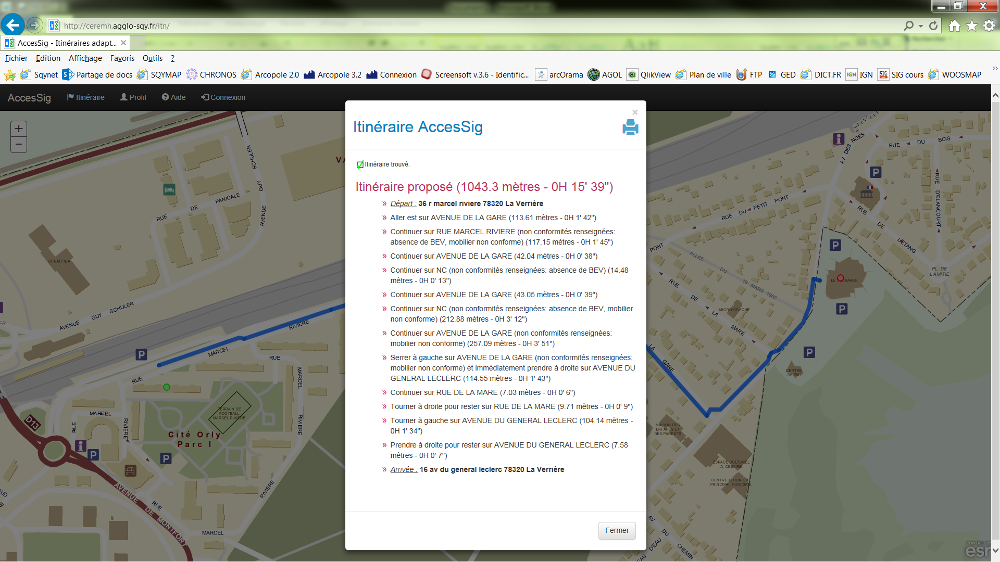 http://ceremh.agglo-sqy.fr/itn/
AccesSig - Itinéraires adapt...
Fichier Edition Affichage Favoris Outils ?
Sqynet Partage de docs SQYMAP CHRONOS Arcopole 2.0 Arcopole 3.2 Connexion Screensoft v.3.6 - Identific... arcOrama AGOL QlikView Plan de ville FTP GED DICT.FR IGN SIG cours WOOSMAP
AccesSig Itinéraire Profil Aide Connexion
Itinéraire AccesSig
Itinéraire trouvé.
Itinéraire proposé (1043.3 mètres - 0H 15' 39")
» Départ : 36 r marcel riviere 78320 La Verrière
» Aller est sur AVENUE DE LA GARE (113.61 mètres - 0H 1' 42")
» Continuer sur RUE MARCEL RIVIERE (non conformités renseignées:
absence de BEV, mobilier non conforme) (117.15 mètres - 0H 1' 45")
» Continuer sur AVENUE DE LA GARE (42.04 mètres - 0H 0' 38")
» Continuer sur NC (non conformités renseignées: absence de BEV) (14.48
mètres - 0H 0' 13")
» Continuer sur AVENUE DE LA GARE (43.05 mètres - 0H 0' 39")
» Continuer sur NC (non conformités renseignées: absence de BEV, mobilier
non conforme) (212.88 mètres - 0H 3' 12")
» Continuer sur AVENUE DE LA GARE (non conformités renseignées:
mobilier non conforme) (257.09 mètres - 0H 3' 51")
» Serrer à gauche sur AVENUE DE LA GARE (non conformités renseignées:
mobilier non conforme) et immédiatement prendre à droite sur AVENUE DU
GENERAL LECLERC (114.55 mètres - 0H 1' 43")
» Continuer sur RUE DE LA MARE (7.03 mètres - 0H 0' 6")
» Tourner à droite pour rester sur RUE DE LA MARE (9.71 mètres - 0H 0' 9")
» Tourner à gauche sur AVENUE DU GENERAL LECLERC (104.14 mètres -
0H 1' 34")
» Prendre à droite pour rester sur AVENUE DU GENERAL LECLERC (7.58
mètres - 0H 0' 7")
» Arrivée : 16 av du general leclerc 78320 La Verrière
Fermer
AVENUE GUY SCHULER
RUE DE PANICALE
CFA AFFIDA
AVENUE GUY SCHULER
RUE MARCEL RIVIERE
P
RUE MARCEL RIVIERE
TERRAIN DE
FOOTBALL
MARCEL RIVIERE
Cité Orly
Parc I
RUE MARCEL RIVIERE
D13
P
P
AVENUE DE MONTFORT
RUE MARCEL RIVIERE
AV. DES NOES
RUE DU BOIS
P
RUE D'ELANCOURT
RUE DU PETIT PONT
RUE DE L'ETANG
PL. DE
L'AMITIE
P
PONT
ALLEE DU 19 MARS 1962
RUE DE LA MARE
MICRO-CRECHE
P
P
CENTRE
DE PMI
LA GARE
MAISON DES
ENFANTS ET
DES PARENTS
ESPACE CULTUREL
A. CESAIRE
CENTRE TECHNIQUE
PRINCIPAL MUNICIPAL
AV. DU
CHEMIN
D'EAU
POWERED BY
esri